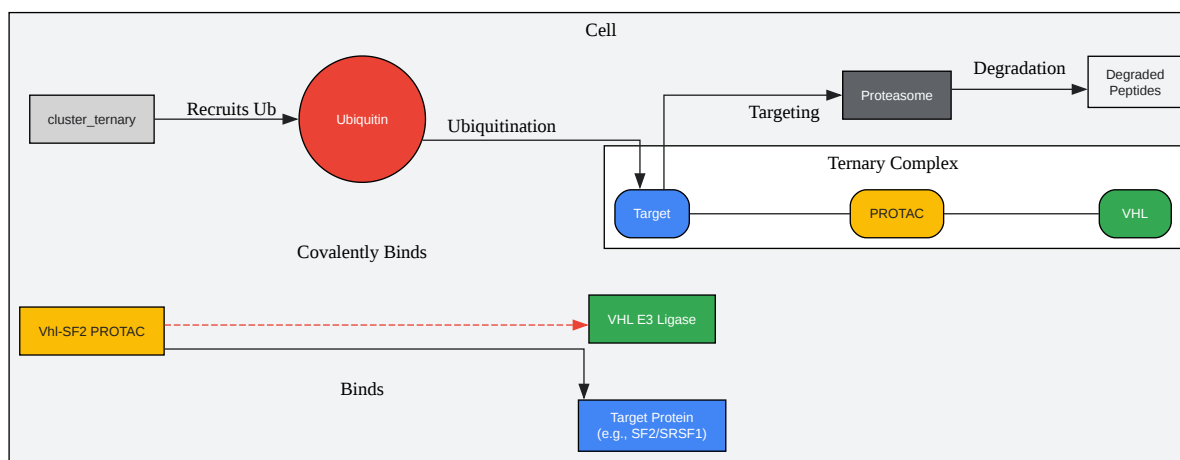 Cell
cluster_ternary
Recruits Ub
Ubiquitin
Ubiquitination
Targeting
Proteasome
Degradation
Degraded
Peptides
Ternary Complex
Target
PROTAC
VHL
Covalently Binds
Vhl-SF2 PROTAC
VHL E3 Ligase
Binds
Target Protein
(e.g., SF2/SRSF1)